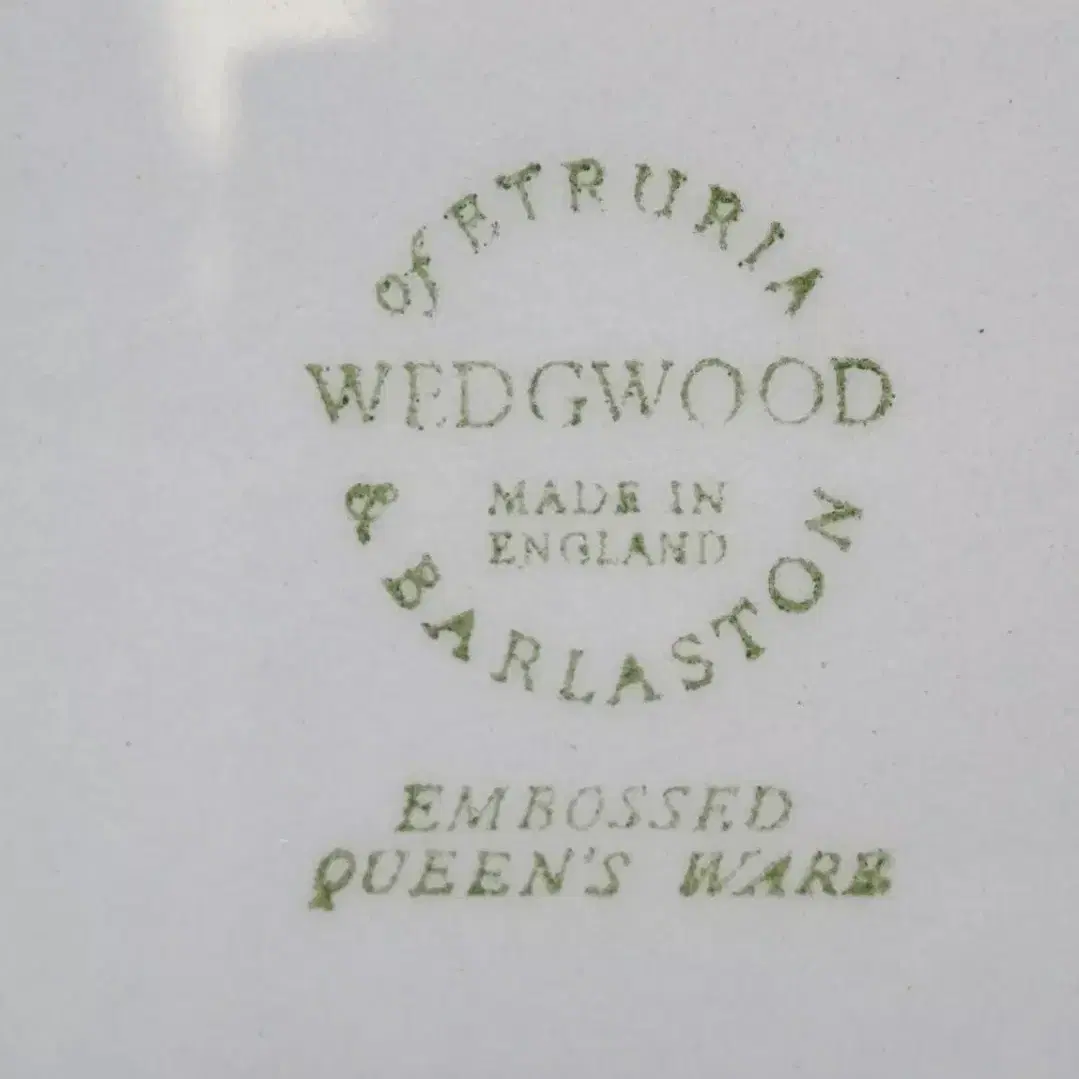 of ETRURIA
WEDGWOOD
MADE IN
ENGLAND
& BARLASTON
EMBOSSED
QUEEN'S WARE